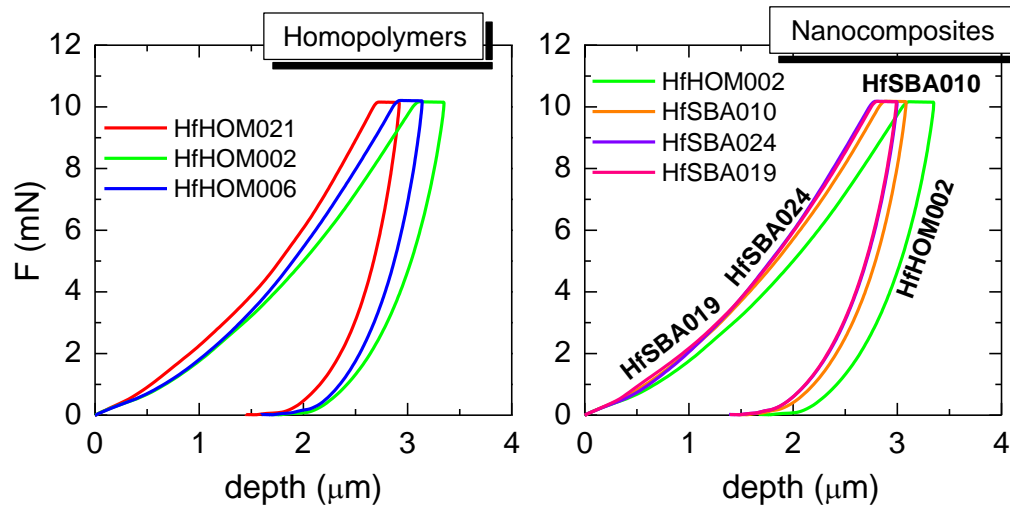 Homopolymers
12
10
8
6
4
2
0
F (mN)
HfHOM021
HfHOM002
HfHOM006
0 1 2 3 4
depth (μm)
Nanocomposites
12
10
8
6
4
2
0
HfHOM002
HfSBA010
HfSBA024
HfSBA019
HfSBA010
HfSBA024
HfHOM002
HfSBA019
0 1 2 3 4
depth (μm)